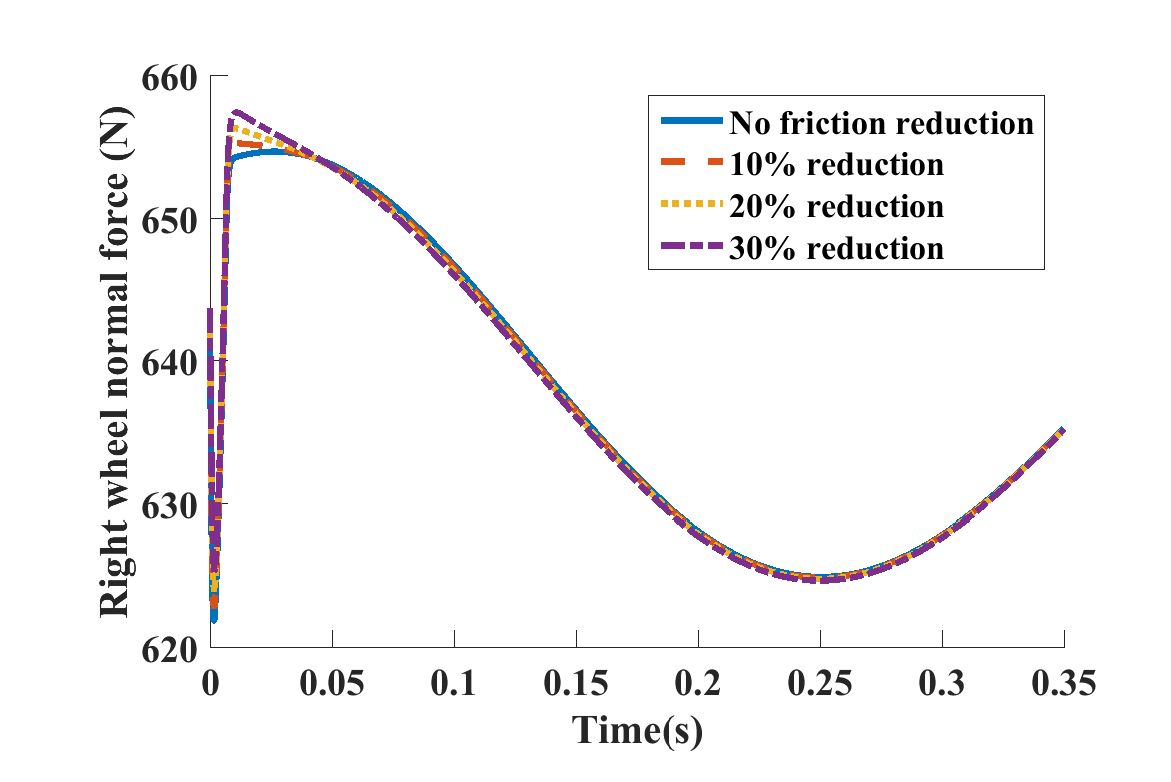 660
650
640
630
620
Right wheel normal force (N)
No friction reduction
10% reduction
20% reduction
30% reduction
0
0.05
0.1
0.15
0.2
0.25
0.3
0.35
Time(s)